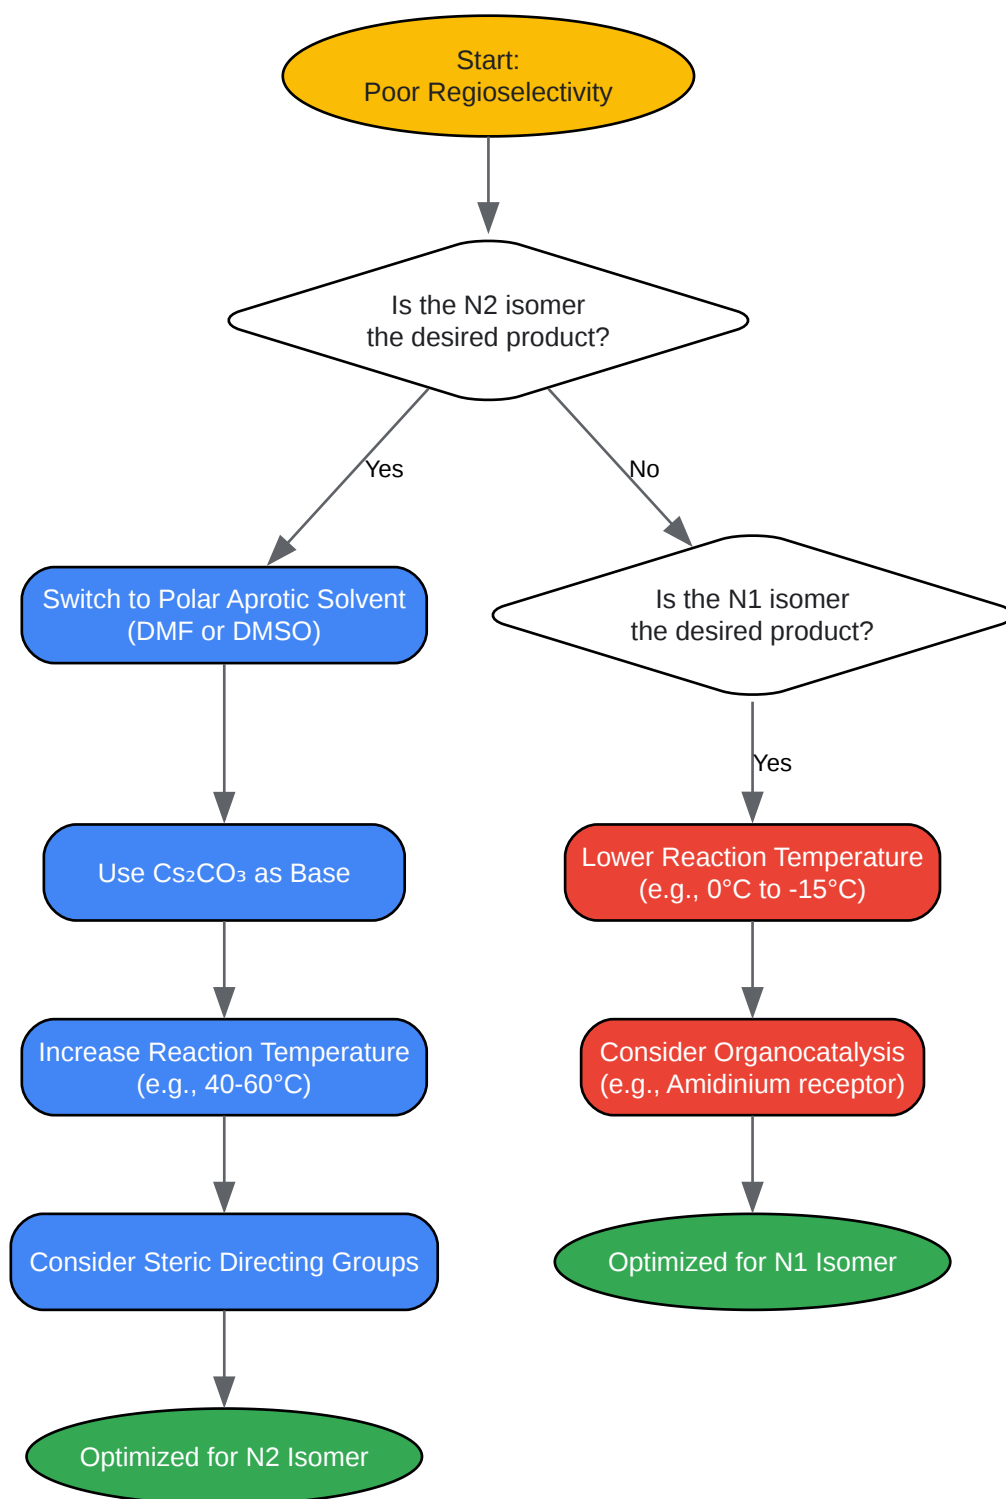 Start:
Poor Regioselectivity
Is the N2 isomer
the desired product?
Yes
No
Switch to Polar Aprotic Solvent
(DMF or DMSO)
Is the N1 isomer
the desired product?
Yes
Use Cs₂CO₃ as Base
Lower Reaction Temperature
(e.g., 0°C to -15°C)
Increase Reaction Temperature
(e.g., 40-60°C)
Consider Organocatalysis
(e.g., Amidinium receptor)
Consider Steric Directing Groups
Optimized for N1 Isomer
Optimized for N2 Isomer